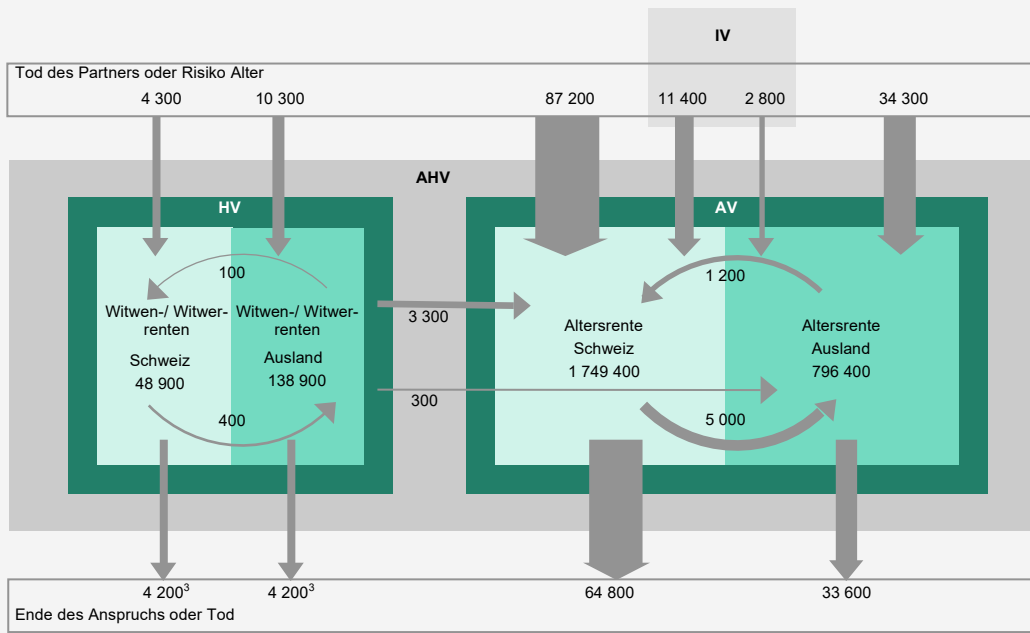 IV
Tod des Partners oder Risiko Alter
4 300 10 300 87 200 11 400 2 800 34 300
AHV
HV AV
100 1 200
Witwen-/ Witwer-
renten
Schweiz
48 900
Witwen-/ Witwer-
renten
Ausland
138 900
3 300
Altersrente
Schweiz
1 749 400
Altersrente
Ausland
796 400
300
400 5 000
4 200³ 4 200³ 64 800 33 600
Ende des Anspruchs oder Tod